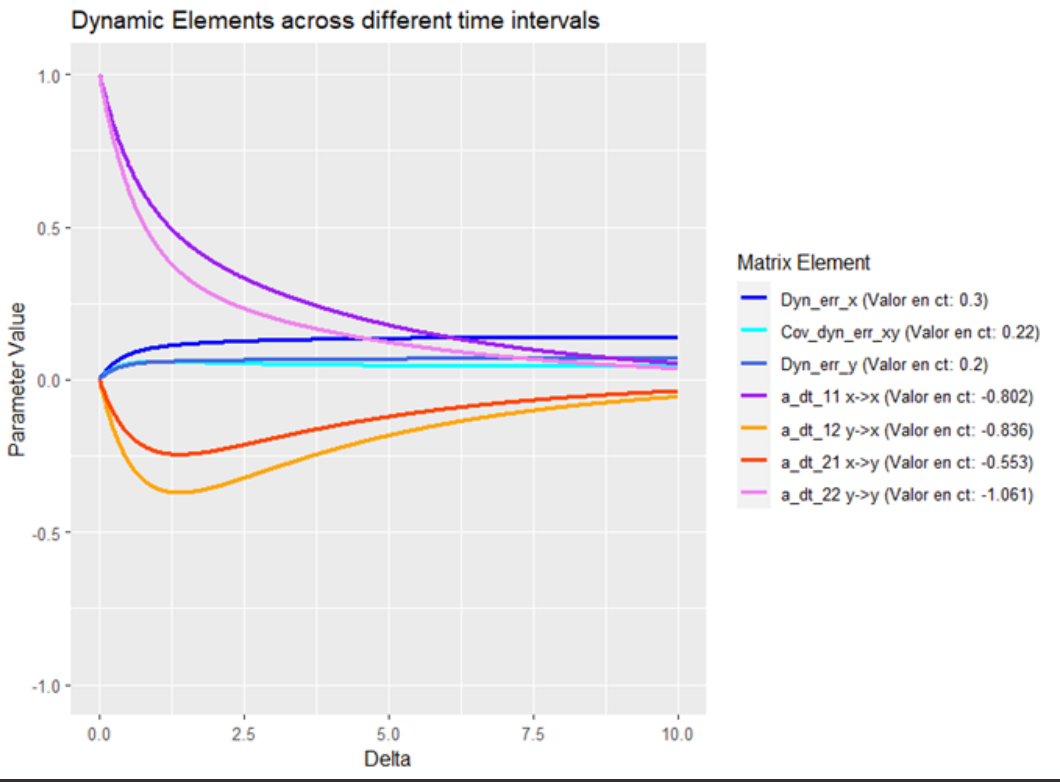 Dynamic Elements across different time intervals
1.0
0.5
0.0
-0.5
-1.0
Parameter Value
0.0 2.5 5.0 7.5 10.0
Delta
Matrix Element
Dyn_err_x (Valor en ct: 0.3)
Cov_dyn_err_xy (Valor en ct: 0.22)
Dyn_err_y (Valor en ct: 0.2)
a_dt_11 x->x (Valor en ct: -0.802)
a_dt_12 y->x (Valor en ct: -0.836)
a_dt_21 x->y (Valor en ct: -0.553)
a_dt_22 y->y (Valor en ct: -1.061)